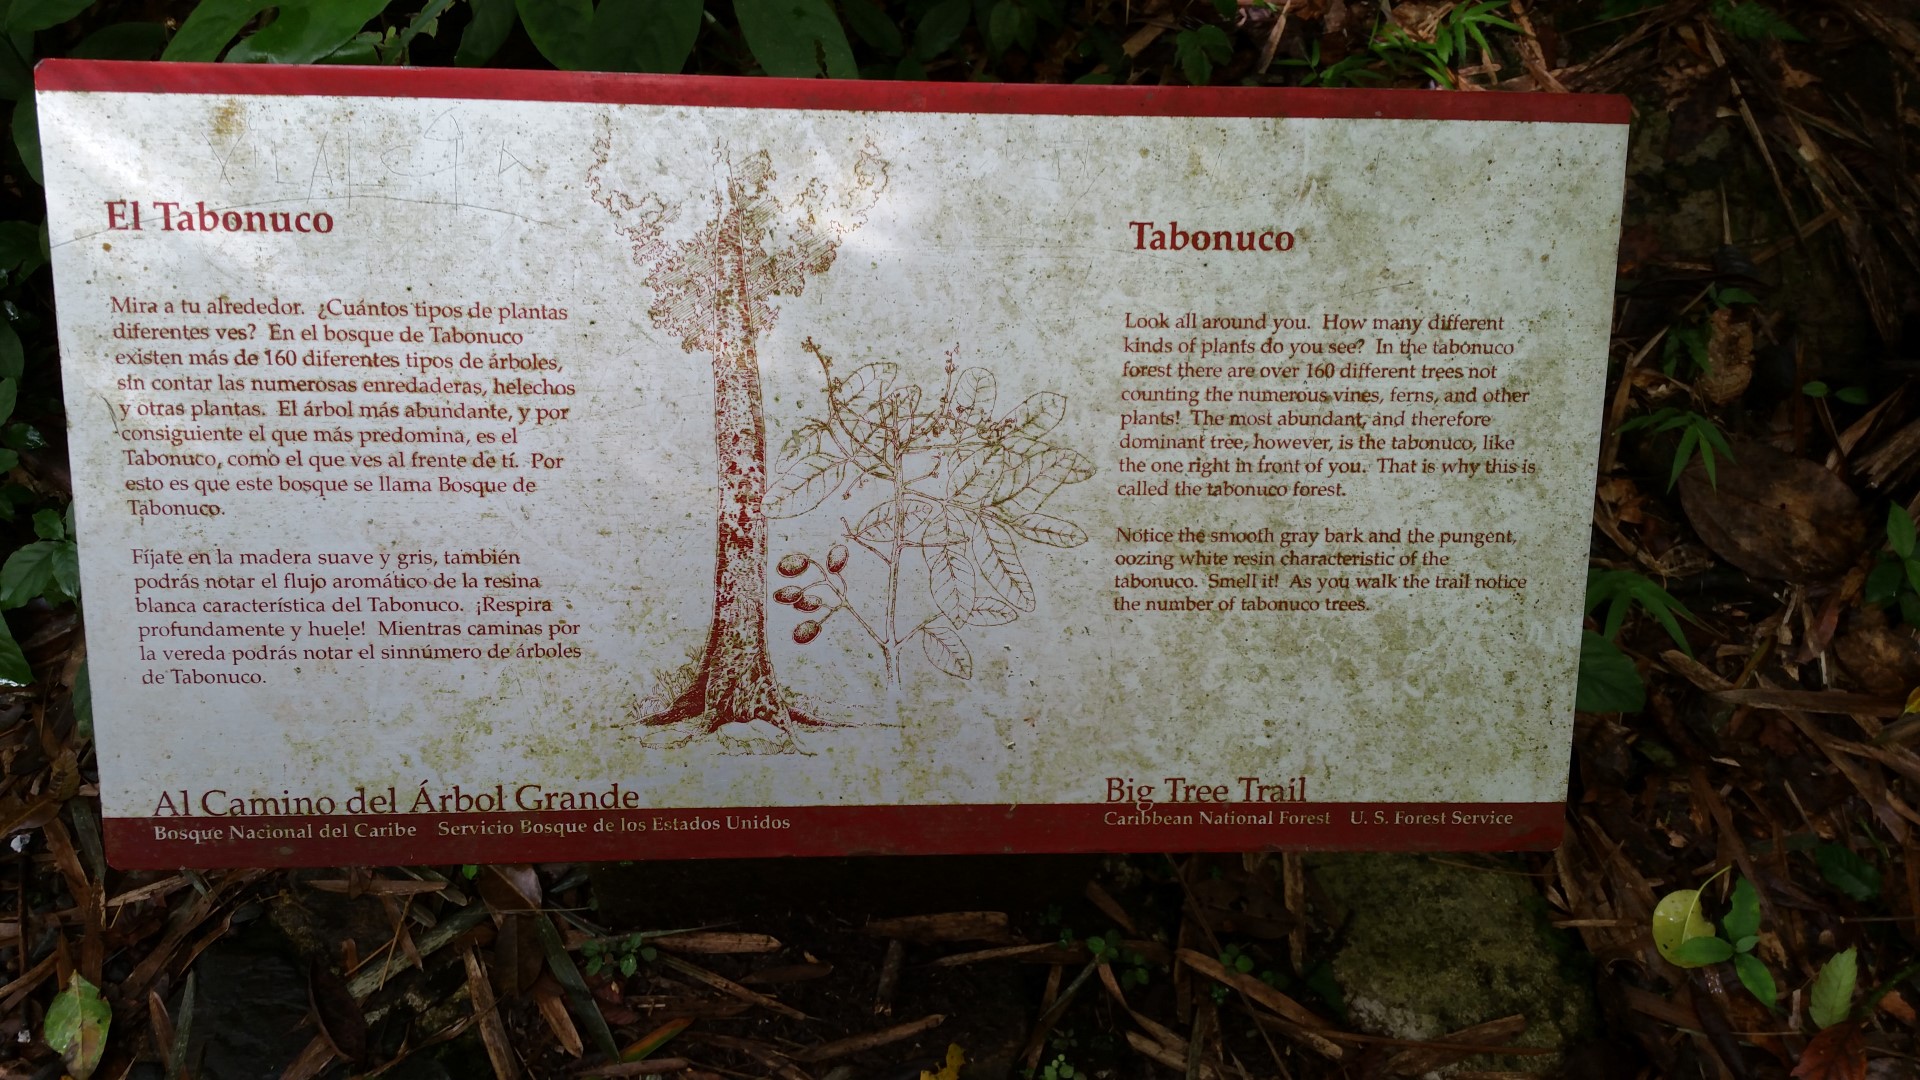 El Tabonuco
Mira a tu alrededor. ¿Cuántos tipos de plantas
diferentes ves? En el bosque de Tabonuco
existen más de 160 diferentes tipos de árboles,
sin contar las numerosas enredaderas, helechos
y otras plantas. El árbol más abundante, y por
consiguiente el que más predomina, es el
Tabonuco, como el que ves al frente de tí. Por
esto es que este bosque se llama Bosque de
Tabonuco.
Fíjate en la madera suave y gris, también
podrás notar el flujo aromático de la resina
blanca característica del Tabonuco. ¡Respira
profundamente y huele! Mientras caminas por
la vereda podrás notar el sinnúmero de árboles
de Tabonuco.
Al Camino del Árbol Grande
Bosque Nacional del Caribe Servicio Bosque de los Estados Unidos
Tabonuco
Look all around you. How many different
kinds of plants do you see? In the tabonuco
forest there are over 160 different trees not
counting the numerous vines, ferns, and other
plants! The most abundant, and therefore
dominant tree, however, is the tabonuco, like
the one right in front of you. That is why this is
called the tabonuco forest.
Notice the smooth gray bark and the pungent,
oozing white resin characteristic of the
tabonuco. Smell it! As you walk the trail notice
the number of tabonuco trees.
Big Tree Trail
Caribbean National Forest U. S. Forest Service